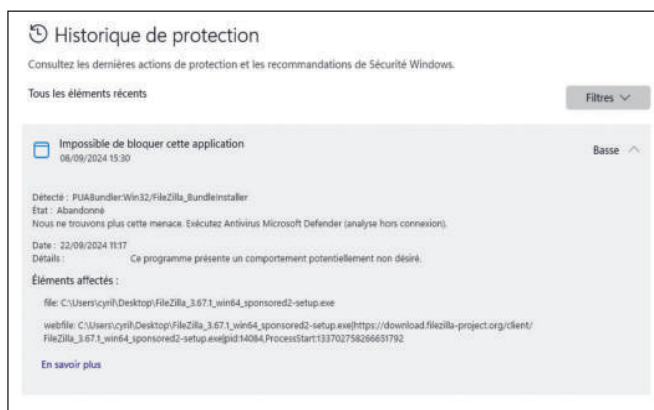 Historique de protection
Consultez les dernières actions de protection et les recommandations de Sécurité Windows.
Tous les éléments récents
Filtres
Impossible de bloquer cette application
Basse
06/09/2024 15:30
Détecté : PUABundler:Win32/FileZilla_BundleInstaller
État : Abandonné
Nous ne trouvons plus cette menace. Exécutez Antivirus Microsoft Defender (analyse hors connexion).
Date : 22/09/2024 11:17
Détails : Ce programme présente un comportement potentiellement non désiré.
Éléments affectés :
file: C:\Users\cyril\Desktop\FileZilla_3.67.1_win64_sponsored2-setup.exe
webfile: C:\Users\cyril\Desktop\FileZilla_3.67.1_win64_sponsored2-setup.exe|https://download.filezilla-project.org/client/
FileZilla_3.67.1_win64_sponsored2-setup.exe|pid:14084,ProcessStart:133702758266651792
En savoir plus